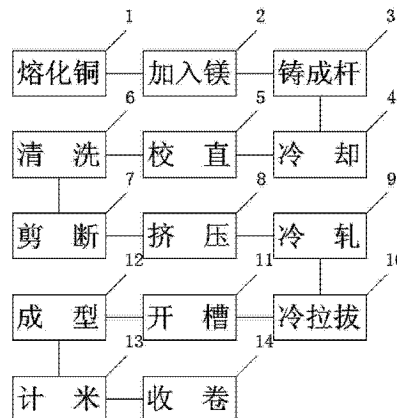 1 2 3
熔化铜 加入镁 铸成杆
6 5 4
清 洗 校 直 冷 却
7 8 9
剪 断 挤 压 冷 轧
12 11 10
成 型 开 槽 冷拉拔
13 14
计 米 收 卷